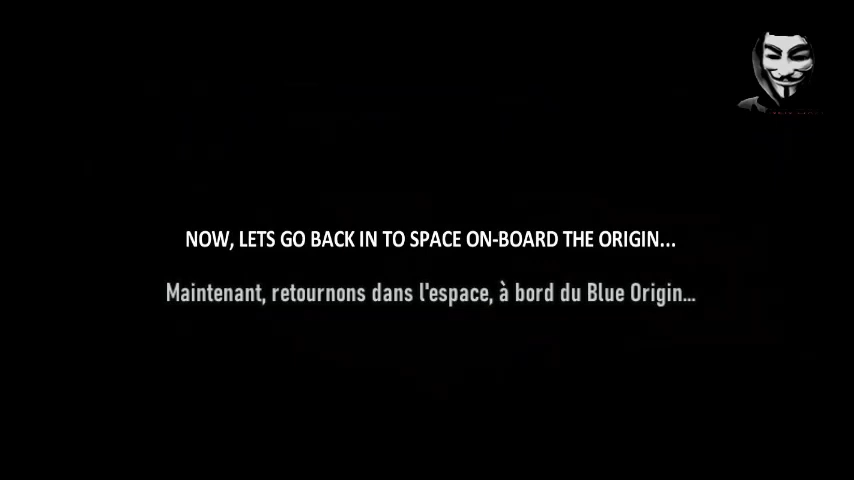 NOW, LETS GO BACK IN TO SPACE ON-BOARD THE ORIGIN...
Maintenant, retournons dans l'espace, à bord du Blue Origin...